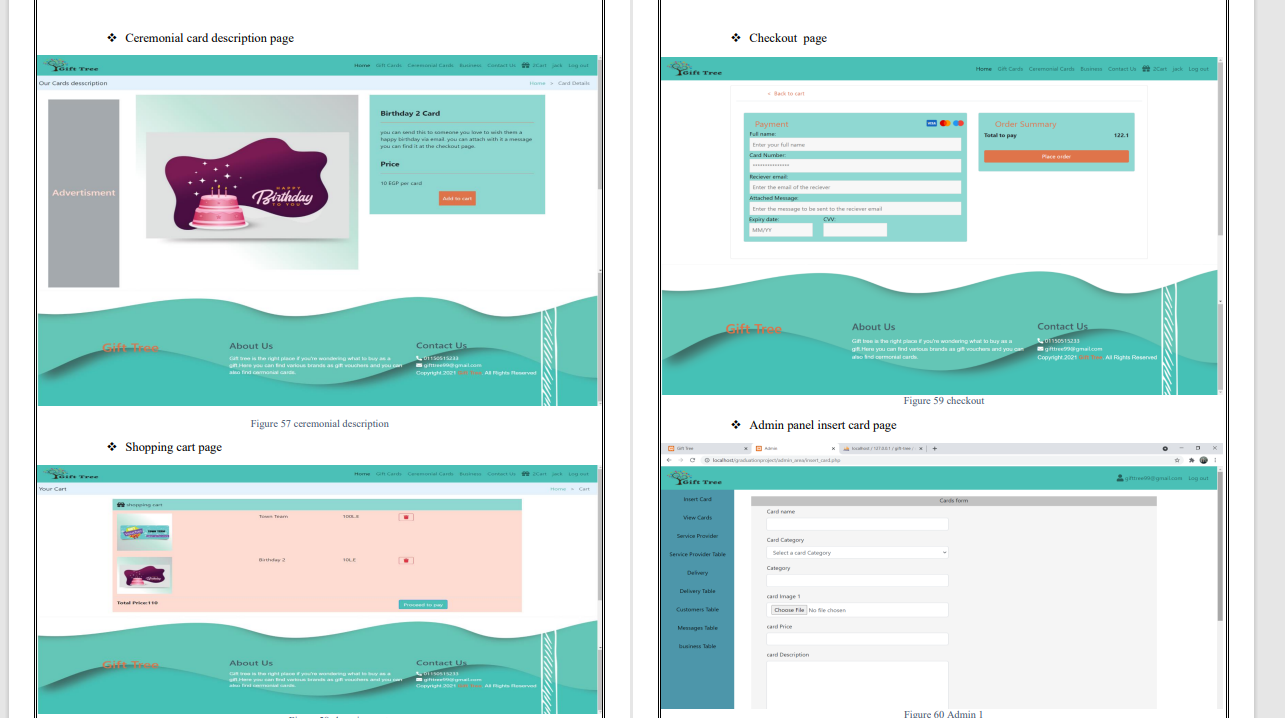 ❖ Ceremonial card description page
Gift Tree
Home Gift Cards Ceremonial Cards Business Contact Us 2Cart jack Log out
Our Cards desscription
Home > Card Details
Advertisment
HAPPY
Birthday
TO YOU
Birthday 2 Card
you can send this to someone you love to wish them a
happy birthday via email. you can attach with it a message
you can find it at the checkout page.
Price
10 EGP per card
Add to cart
Gift Tree
About Us
Gift tree is the right place if you're wondering what to buy as a
gift.Here you can find various brands as gift vouchers and you can
also find cermonial cards.
Contact Us
01150515233
gifttree99@gmail.com
Copyright.2021 Gift Tree. All Rights Reserved
Figure 57 ceremonial description
❖ Shopping cart page
Gift Tree
Home Gift Cards Ceremonial Cards Business Contact Us 2Cart jack Log out
Your Cart
Home > Cart
shopping cart
Town Team 100L.E
Birthday 2 10L.E
Total Price:110
Proceed to pay
Gift Tree
About Us
Gift tree is the right place if you're wondering what to buy as a
gift.Here you can find various brands as gift vouchers and you can
also find cermonial cards.
Contact Us
01150515233
gifttree99@gmail.com
Copyright.2021 Gift Tree. All Rights Reserved
❖ Checkout page
Gift Tree
Home Gift Cards Ceremonial Cards Business Contact Us 2Cart jack Log out
< Back to cart
Payment
VISA
Full name:
Enter your full name
Card Number:
***************
Reciever email:
Enter the email of the reciever
Attached Message:
Enter the message to be sent to the reciever email
Expiry date: CVV:
MM/YY
Order Summary
Total to pay 122.1
Place order
Gift Tree
About Us
Gift tree is the right place if you're wondering what to buy as a
gift.Here you can find various brands as gift vouchers and you can
also find cermonial cards.
Contact Us
01150515233
gifttree99@gmail.com
Copyright.2021 Gift Tree. All Rights Reserved
Figure 59 checkout
❖ Admin panel insert card page
Gift Tree
Admin
localhost / 127.0.0.1 / gift-tree /
localhost/graduationproject/admin_area/insert_card.php
Gift Tree
gifttree99@gmail.com Log out
Insert Card
View Cards
Service Provider
Service Provider Table
Delivery
Delivery Table
Customers Table
Messages Table
business Table
Cards form
Card name
Card Category
Select a card Category
Category
card Image 1
Choose File No file chosen
card Price
card Description
Figure 60 Admin 1